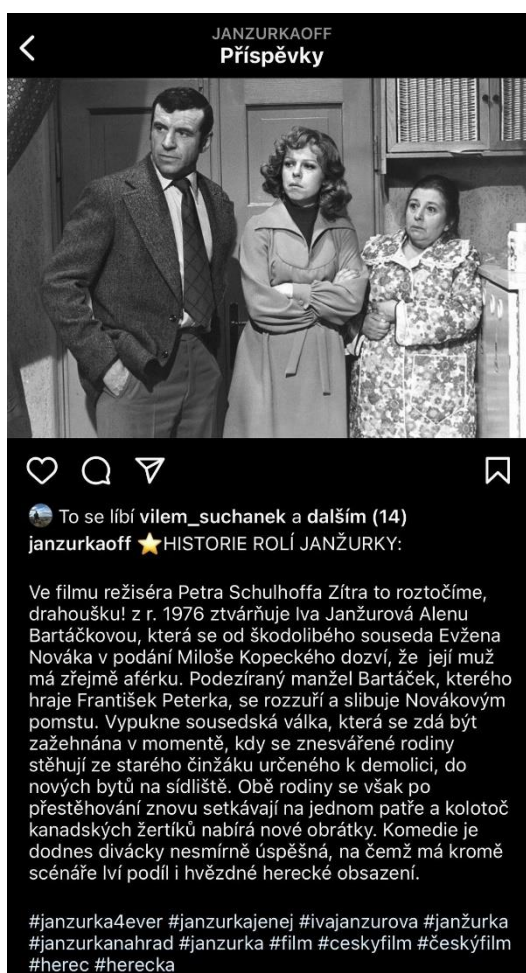 JANZURKAOFF
Příspěvky
To se líbí vilem_suchanek a dalším (14)
janzurkaoff ⭐HISTORIE ROLÍ JANŽURKY:
Ve filmu režiséra Petra Schulhoffa Zítra to roztočíme,
drahoušku! z r. 1976 ztvárňuje Iva Janžurová Alenu
Bartáčkovou, která se od škodolibého souseda Evžena
Nováka v podání Miloše Kopeckého dozví, že  její muž
má zřejmě aférku. Podezíraný manžel Bartáček, kterého
hraje František Peterka, se rozzuří a slibuje Novákovým
pomstu. Vypukne sousedská válka, která se zdá být
zažehnána v momentě, kdy se znesvářené rodiny
stěhují ze starého činžáku určeného k demolici, do
nových bytů na sídliště. Obě rodiny se však po
přestěhování znovu setkávají na jednom patře a kolotoč
kanadských žertíků nabírá nové obrátky. Komedie je
dodnes divácky nesmírně úspěšná, na čemž má kromě
scénáře lví podíl i hvězdné herecké obsazení.
#janzurka4ever #janzurkajenej #ivajanzurova #janžurka
#janzurkanahrad #janzurka #film #ceskyfilm #českýfilm
#herec #herecka